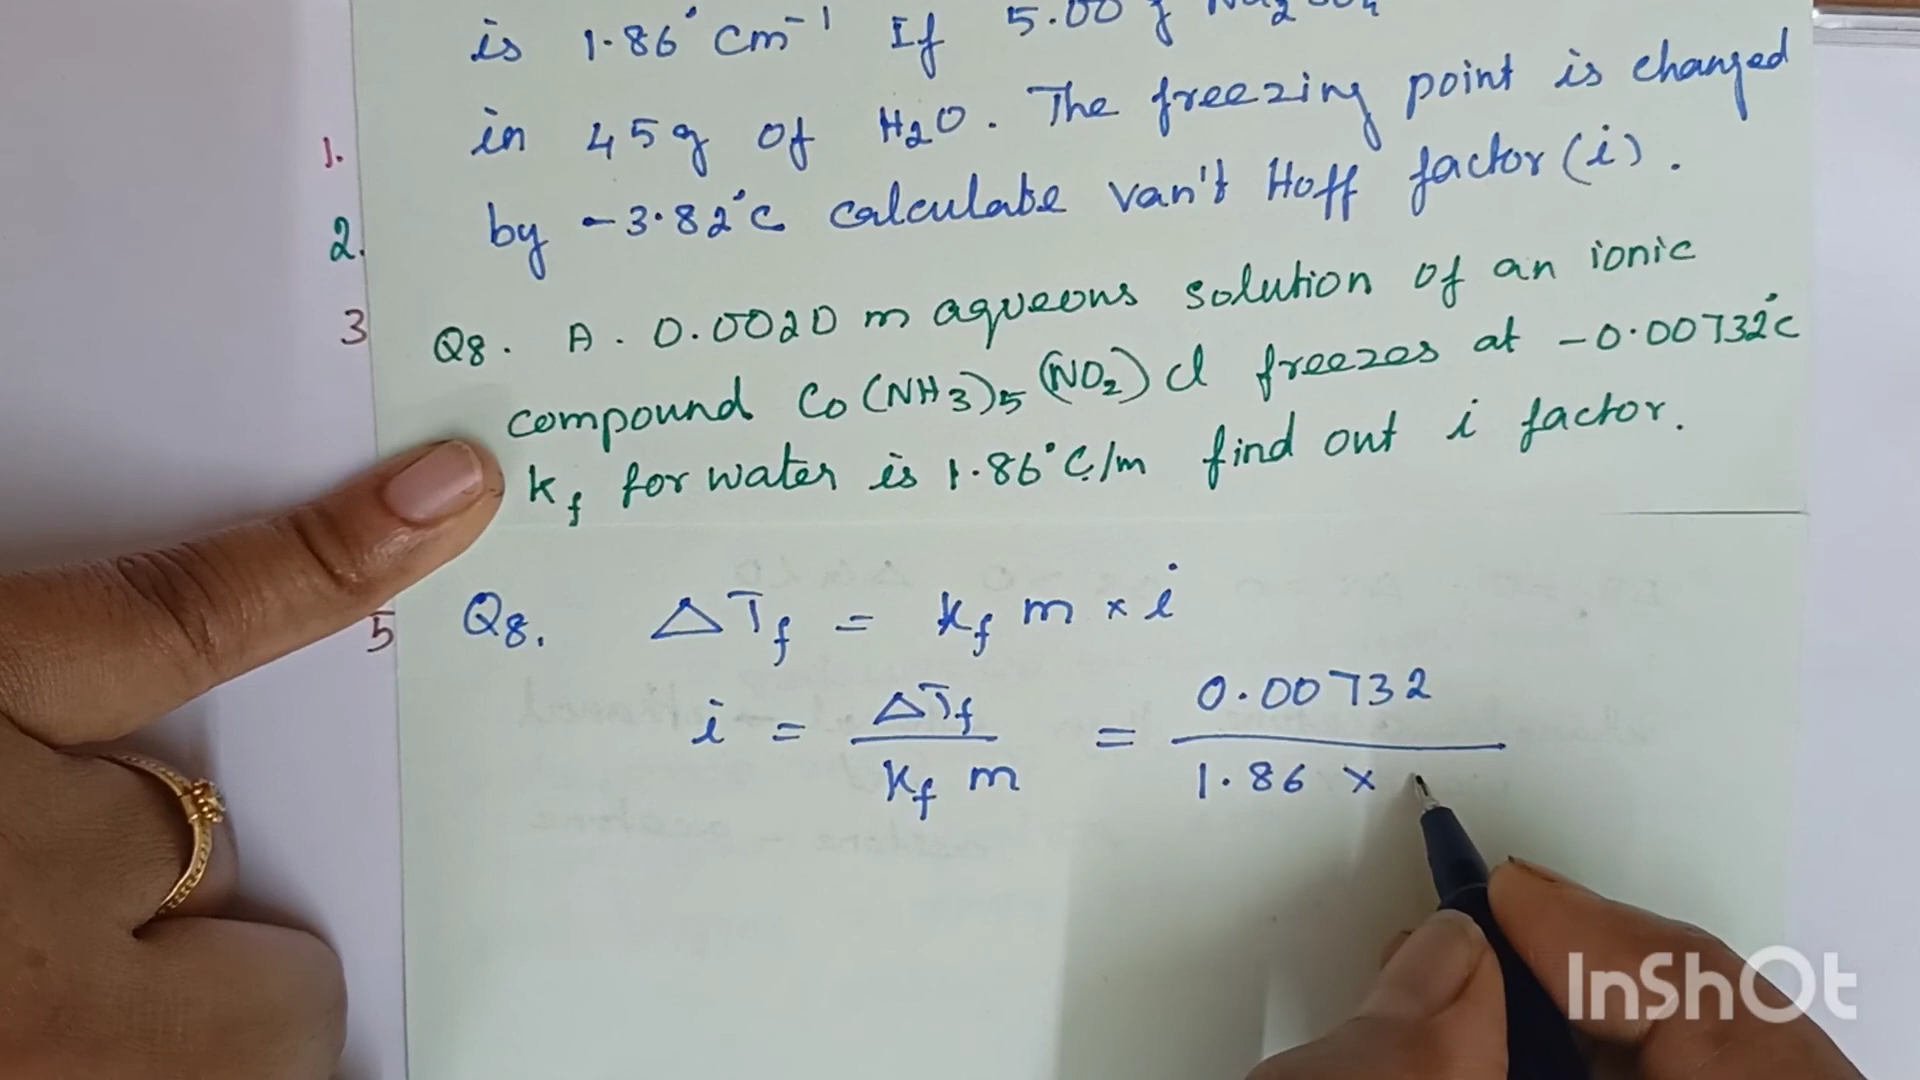 is 1.86°Cm⁻¹ If 5.00g
in 45g of H₂O. The freezing point is changed
1.
by -3.82°C calculate van't Hoff factor (i).
2.
Q8. A. 0.0020 m aqueous solution of an ionic
3
compound Co(NH₃)₅(NO₂)Cl freezes at -0.00732°C
kf for water is 1.86°C/m find out i factor.
5
Q8. ΔTf = kf m × i
i = ΔTf / kf m = 0.00732 / 1.86 ×
InShOt